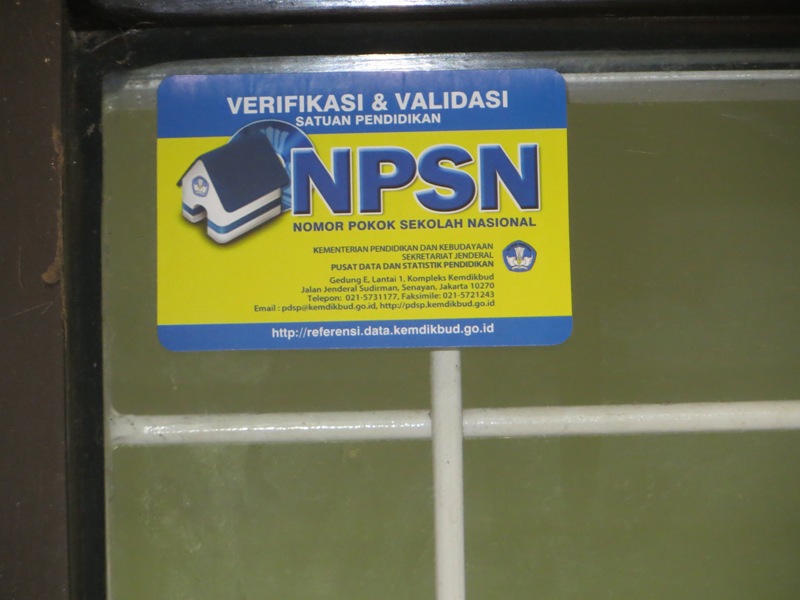 VERIFIKASI & VALIDASI
SATUAN PENDIDIKAN
NPSN
NOMOR POKOK SEKOLAH NASIONAL
KEMENTERIAN PENDIDIKAN DAN KEBUDAYAAN
SEKRETARIAT JENDERAL
PUSAT DATA DAN STATISTIK PENDIDIKAN
Gedung E, Lantai 1, Kompleks Kemdikbud
Jalan Jenderal Sudirman, Senayan, Jakarta 10270
Telepon: 021-5731177, Faksimile: 021-5721243
Email : pdsp@kemdikbud.go.id, http://pdsp.kemdikbud.go.id
http://referensi.data.kemdikbud.go.id